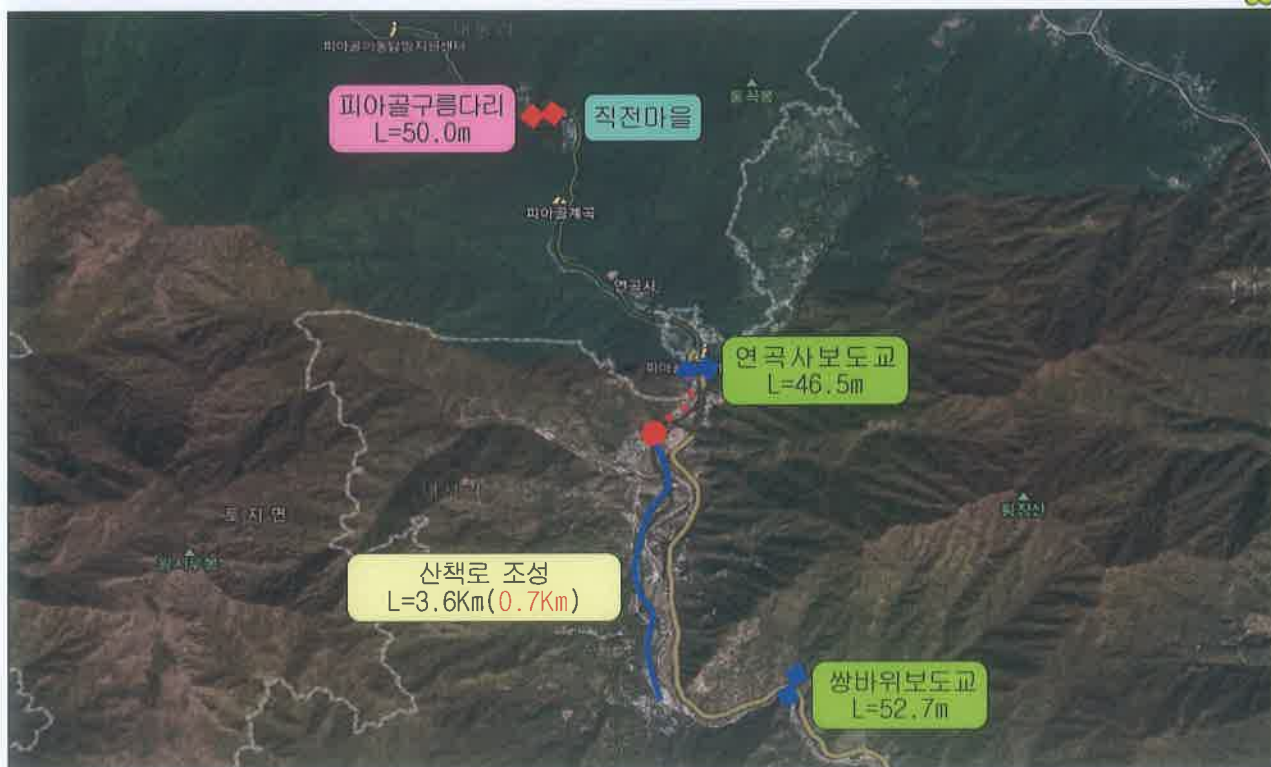 피아골구름다리
L=50.0m
직전마을
피아골계곡
연곡사
연곡사보도교
L=46.5m
토지면
산책로 조성
L=3.6Km(0.7Km)
쌍바위보도교
L=52.7m